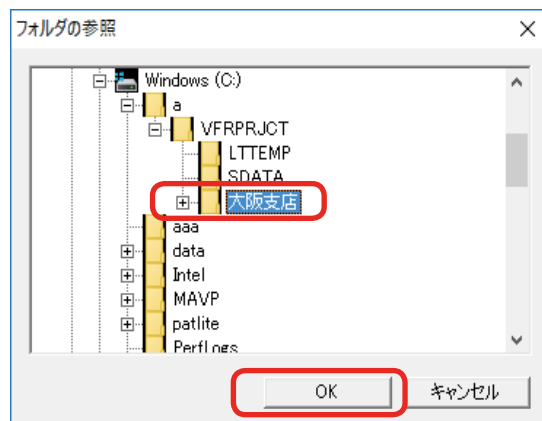 フォルダの参照
Windows (C:)
a
VFRPRJCT
LTTEMP
SDATA
大阪支店
aaa
data
Intel
MAVP
patlite
PerfLogs
OK
キャンセル